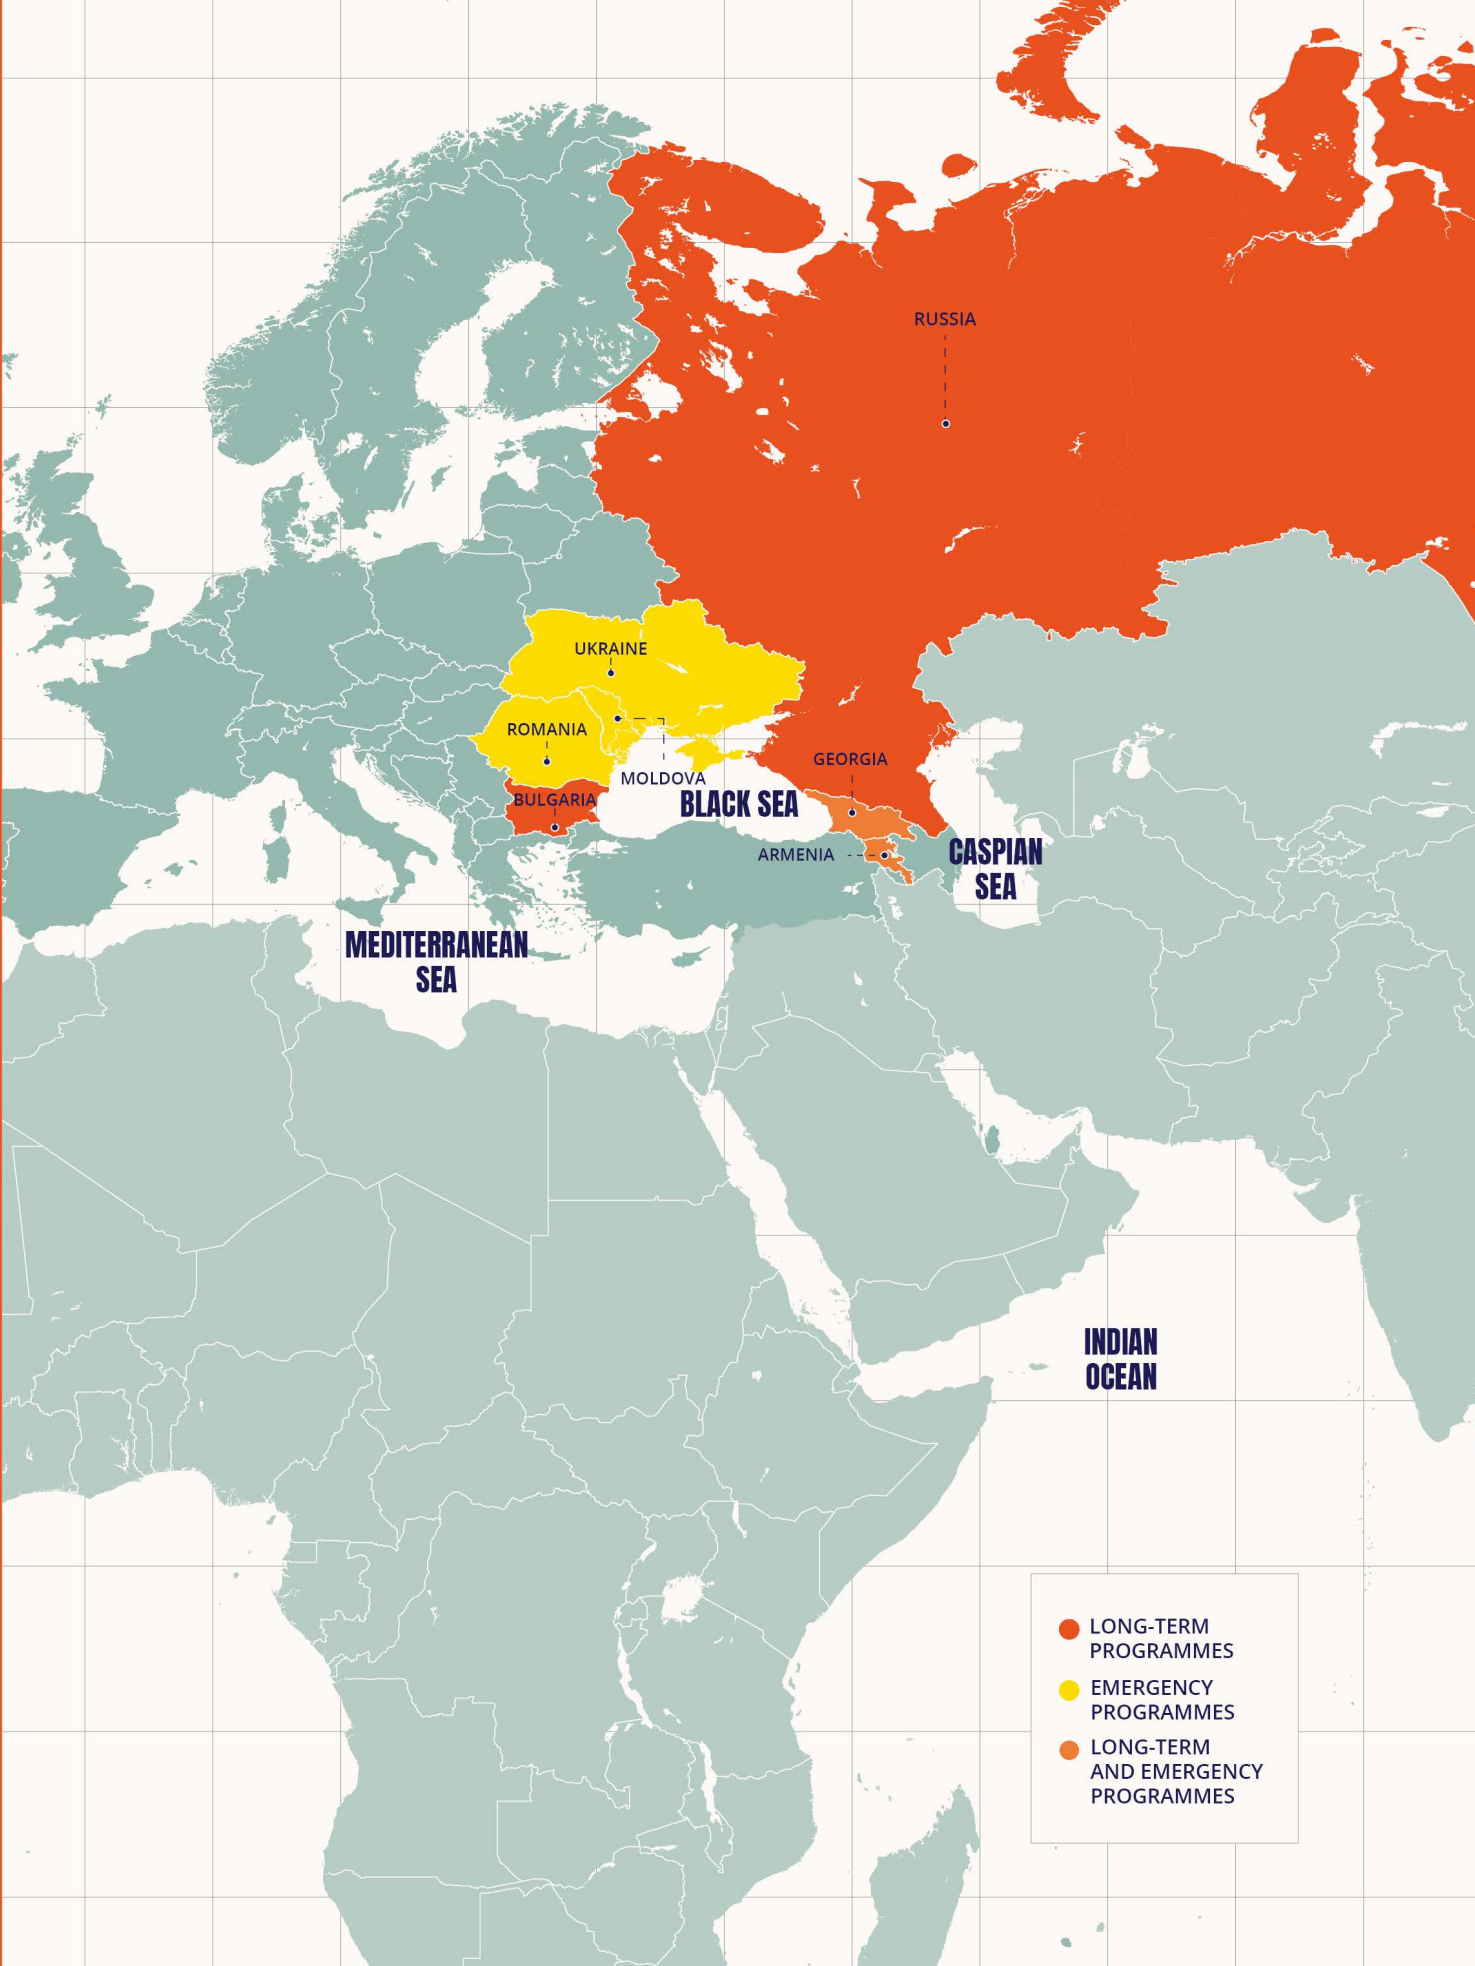 RUSSIA
UKRAINE
ROMANIA
MOLDOVA
GEORGIA
BULGARIA
BLACK SEA
ARMENIA
CASPIAN
SEA
MEDITERRANEAN
SEA
INDIAN
OCEAN
LONG-TERM
PROGRAMMES
EMERGENCY
PROGRAMMES
LONG-TERM
AND EMERGENCY
PROGRAMMES